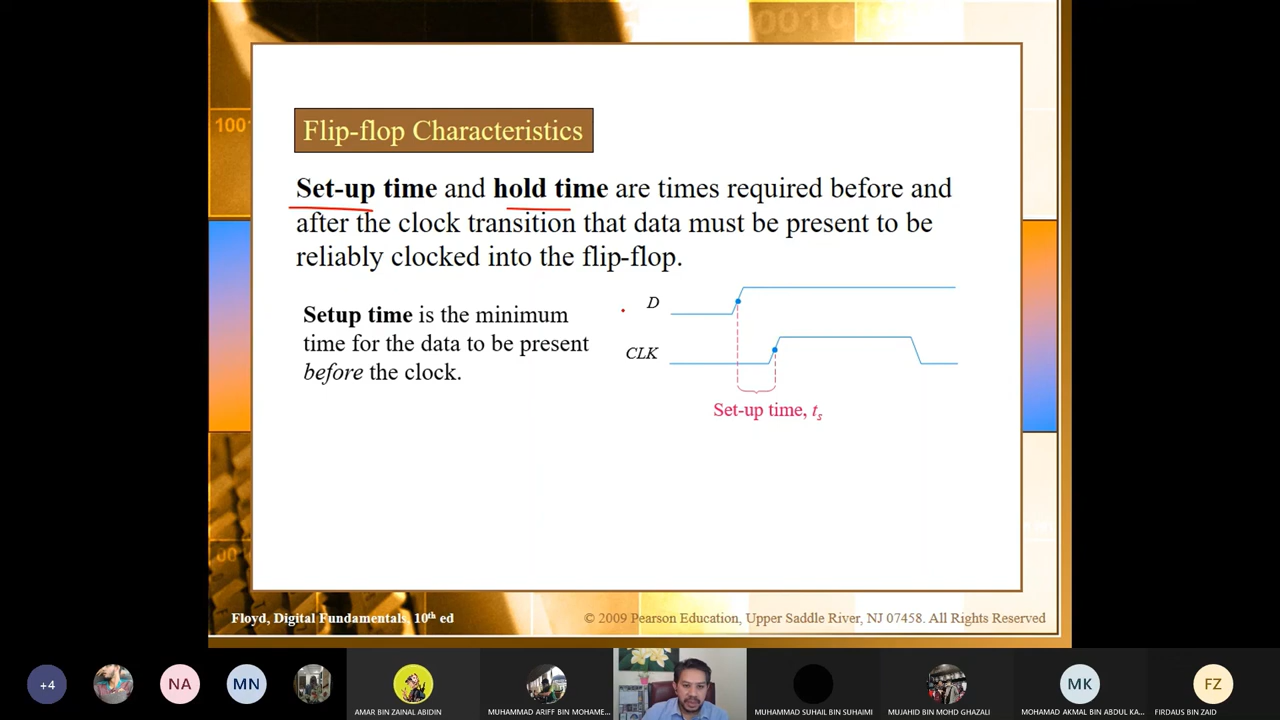 1001
Flip-flop Characteristics
Set-up time and hold time are times required before and
after the clock transition that data must be present to be
reliably clocked into the flip-flop.
Setup time is the minimum
time for the data to be present
before the clock.
D
CLK
Set-up time, ts
Floyd, Digital Fundamentals, 10th ed
© 2009 Pearson Education, Upper Saddle River, NJ 07458. All Rights Reserved
+4
NA
MN
AMAR BIN ZAINAL ABIDIN
MUHAMMAD ARIFF BIN MOHAME...
MUHAMMAD SUHAIL BIN SUHAIMI
MUJAHID BIN MOHD GHAZALI
MK
MOHAMAD AKMAL BIN ABDUL KA...
FZ
FIRDAUS BIN ZAID